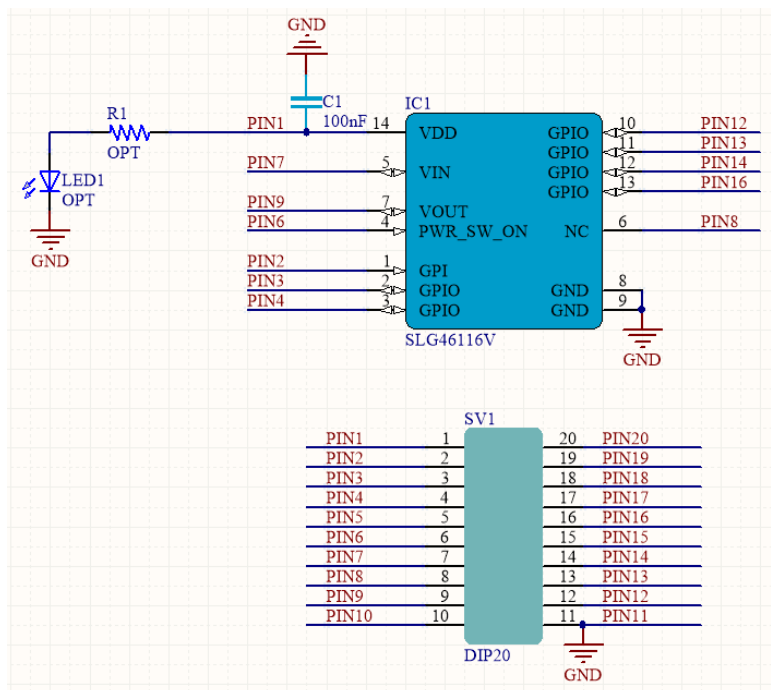 GND
C1
100nF
R1
OPT
LED1
OPT
GND
IC1
PIN1 14 VDD GPIO 10 PIN12
GPIO 11 PIN13
PIN7 5 VIN GPIO 12 PIN14
GPIO 13 PIN16
PIN9 7 VOUT
PIN6 4 PWR_SW_ON NC 6 PIN8
PIN2 1 GPI
PIN3 2 GPIO GND 8
PIN4 3 GPIO GND 9
SLG46116V
GND
SV1
PIN1 1 20 PIN20
PIN2 2 19 PIN19
PIN3 3 18 PIN18
PIN4 4 17 PIN17
PIN5 5 16 PIN16
PIN6 6 15 PIN15
PIN7 7 14 PIN14
PIN8 8 13 PIN13
PIN9 9 12 PIN12
PIN10 10 11 PIN11
DIP20
GND